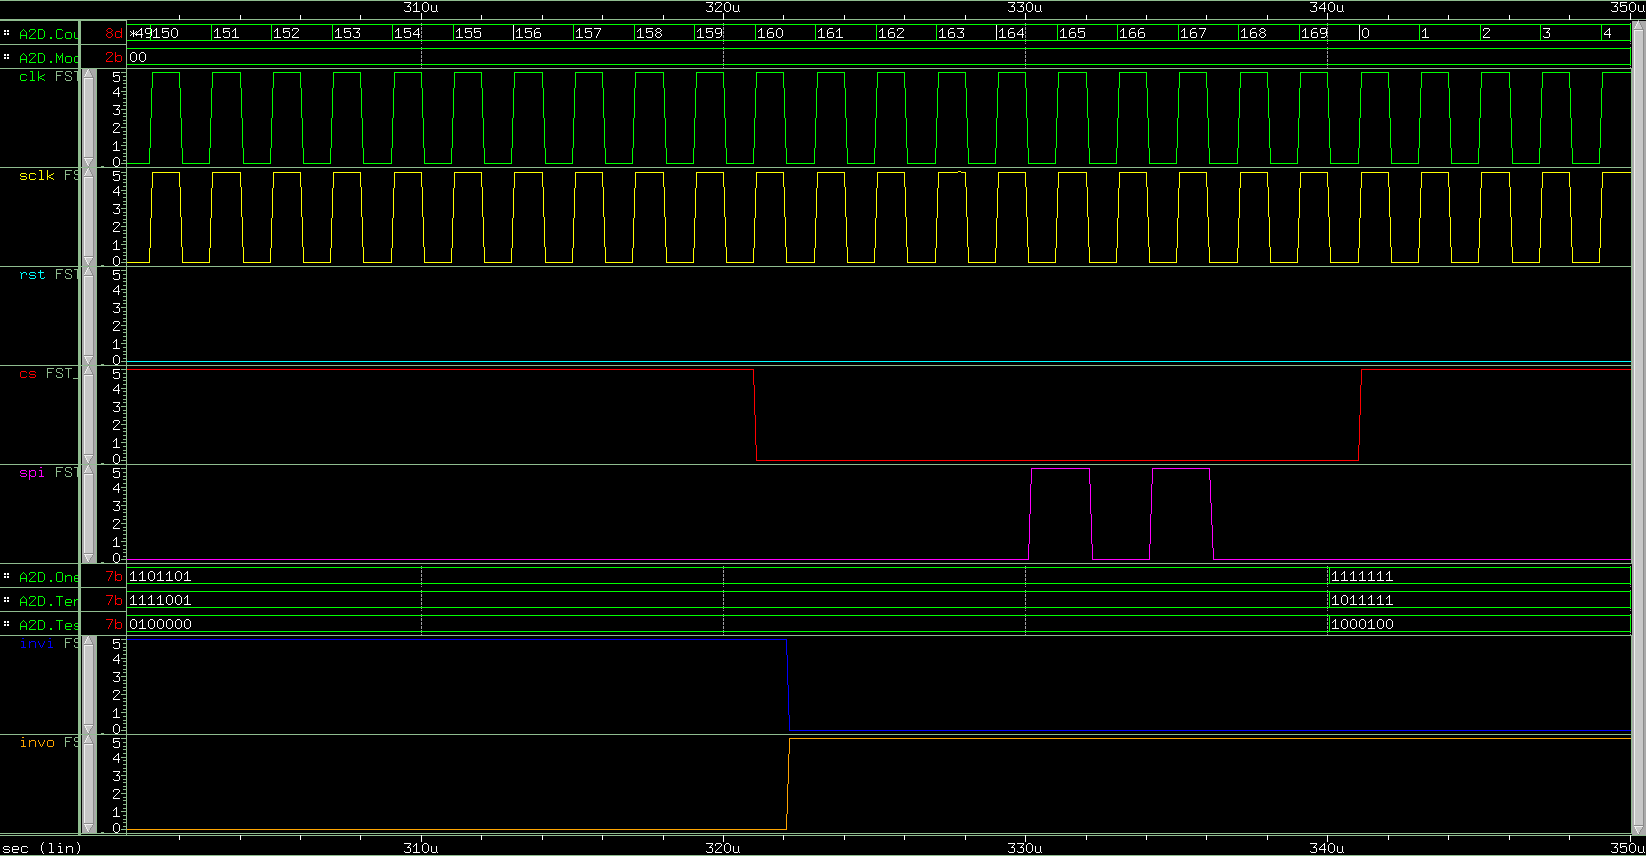 310u 320u 330u 340u 350u
A2D.Cou 8d *49 150 151 152 153 154 155 156 157 158 159 160 161 162 163 164 165 166 167 168 169 0 1 2 3 4
A2D.Mod 2b 00
clk FST 5
4
3
2
1
0
sclk FS 5
4
3
2
1
0
rst FST 5
4
3
2
1
0
cs FST_ 5
4
3
2
1
0
spi FST 5
4
3
2
1
0
A2D.One 7b 1101101 1111111
A2D.Ten 7b 1111001 1011111
A2D.Tes 7b 0100000 1000100
invi FS 5
4
3
2
1
0
invo FS 5
4
3
2
1
0
sec (lin) 310u 320u 330u 340u 350u